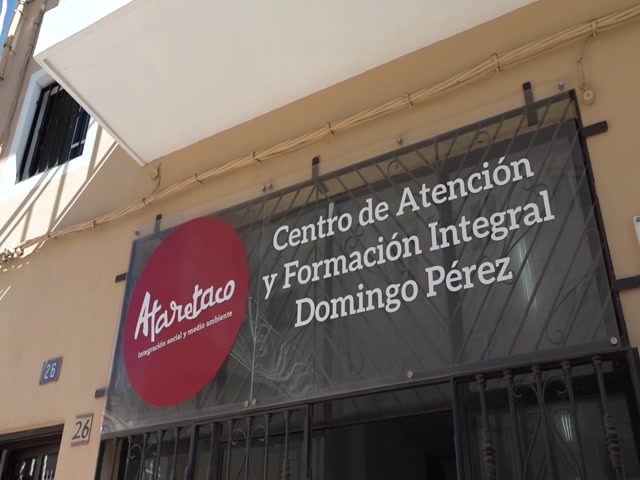 Centro de Atención
y Formación Integral
Domingo Pérez
Ataretaco
integración social y medio ambiente
26
26